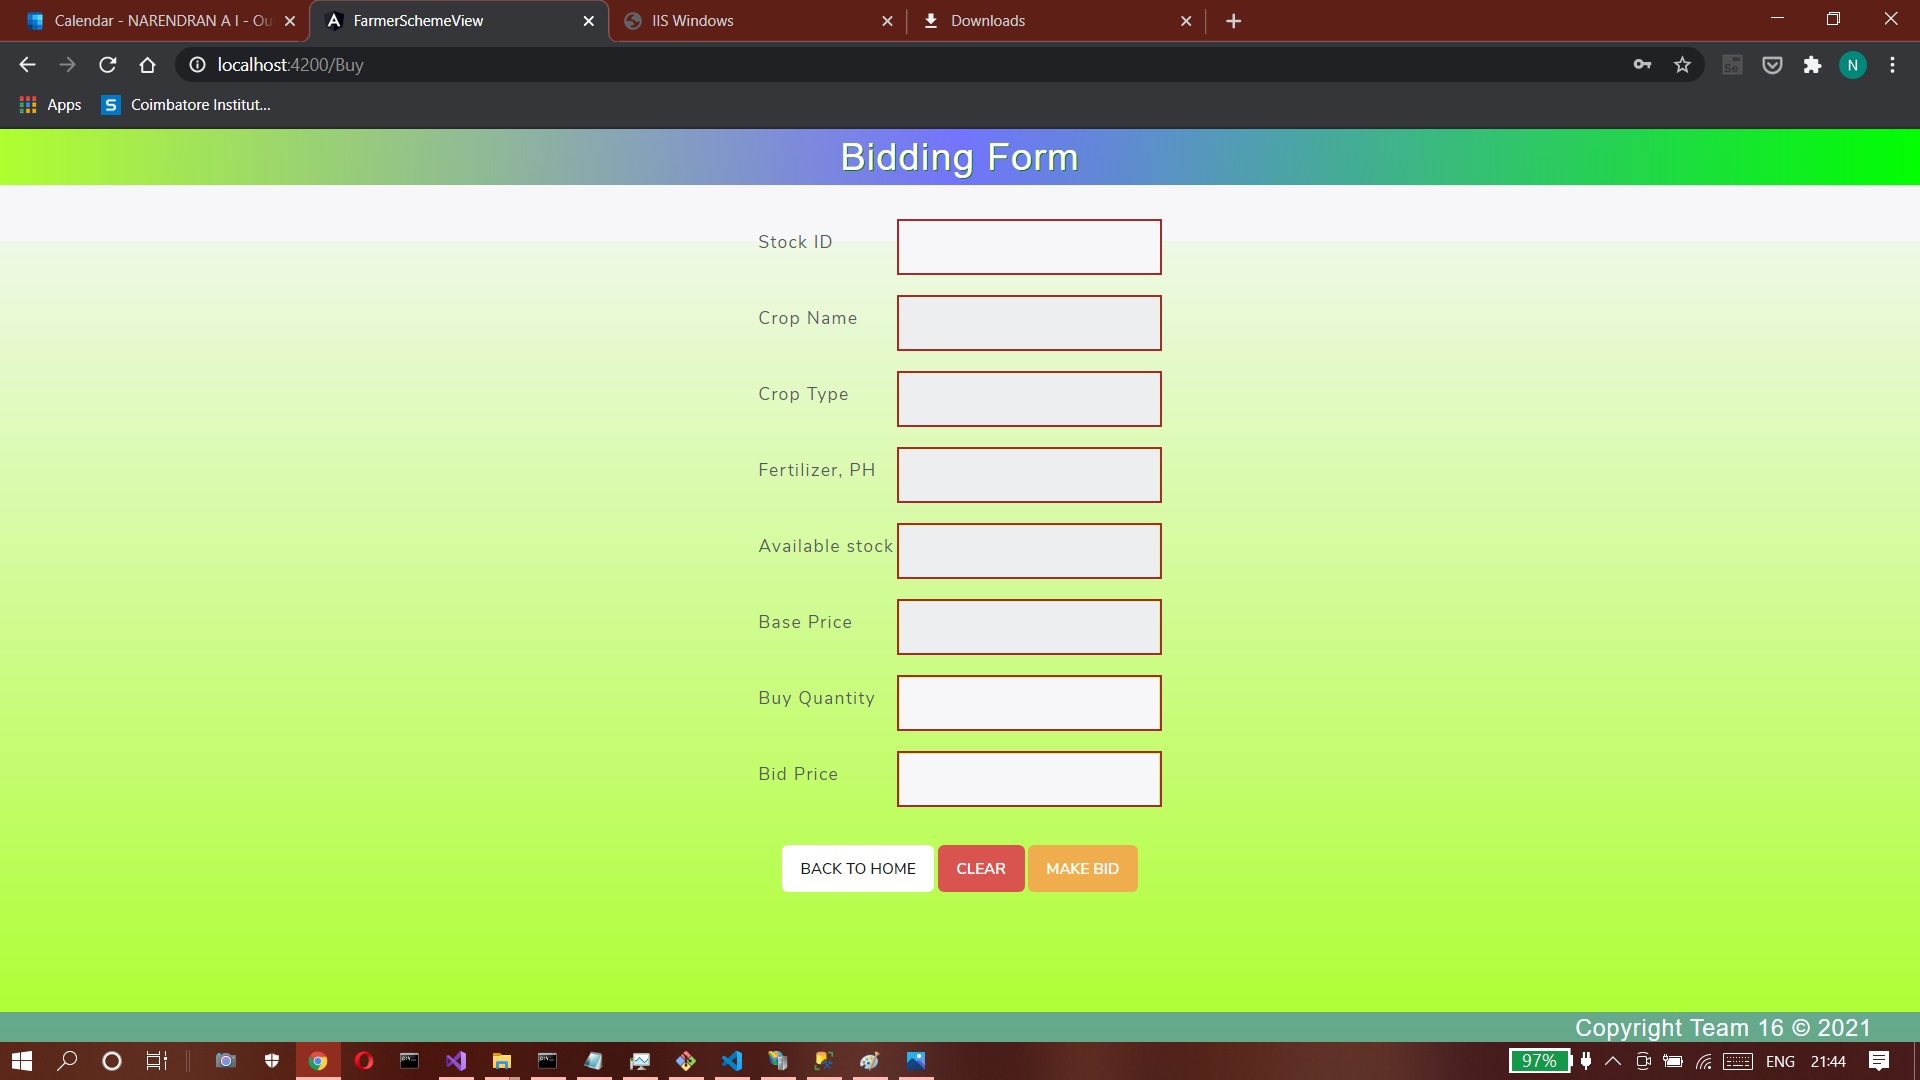 Calendar - NARENDRAN A I - Ou
FarmerSchemeView
IIS Windows
Downloads
localhost:4200/Buy
N
Apps
S
Coimbatore Institut...
Bidding Form
Stock ID
Crop Name
Crop Type
Fertilizer, PH
Available stock
Base Price
Buy Quantity
Bid Price
BACK TO HOME
CLEAR
MAKE BID
Copyright Team 16 © 2021
97%
ENG
21:44